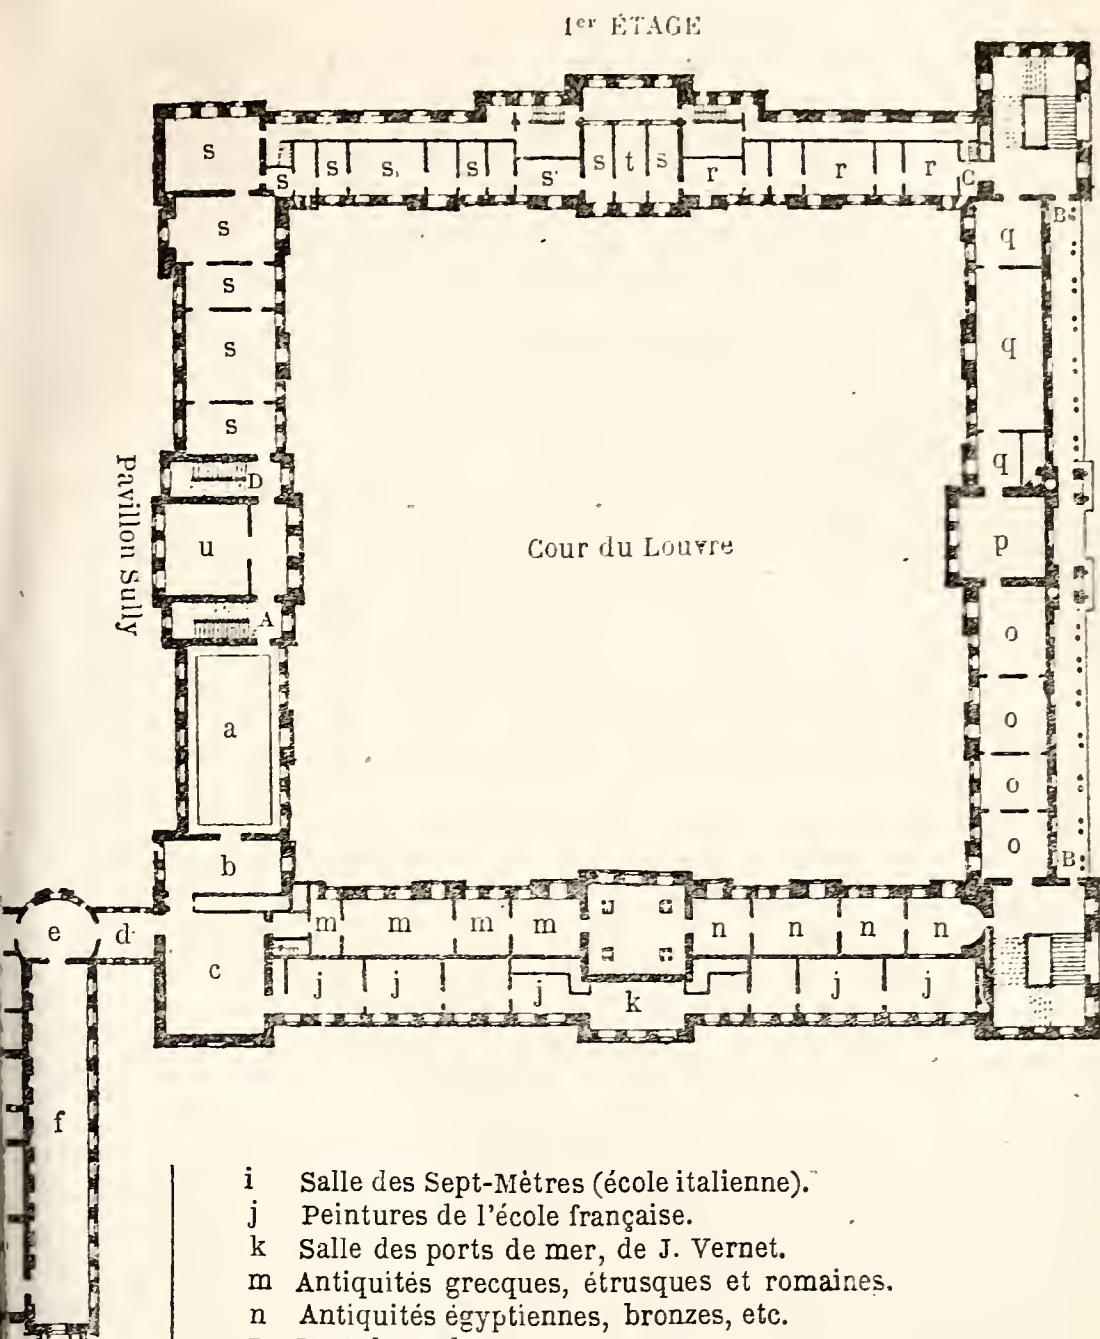 1er ÉTAGE
s s s s s s s t s r r r C
s B q
s
s q
s q
D
Pavillon Sully
u Cour du Louvre p
A
o
a o
o
b o B
e d m m m m n n n n
c j j j k j j
f
i Salle des Sept-Mètres (école italienne).
j Peintures de l'école française.
k Salle des ports de mer, de J. Vernet.
m Antiquités grecques, étrusques et romaines.
n Antiquités égyptiennes, bronzes, etc.